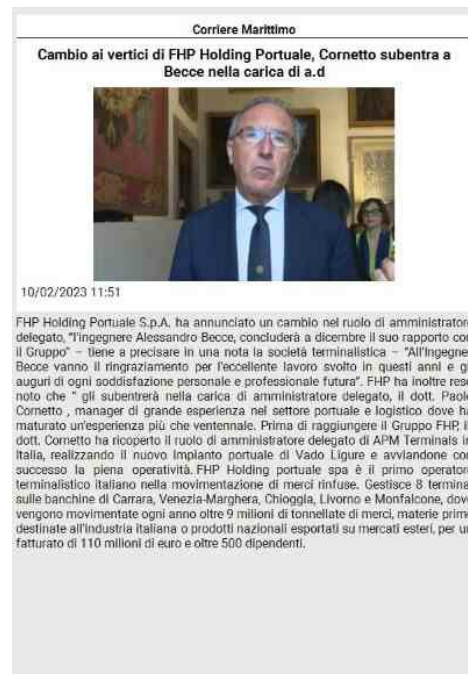 Corriere Marittimo
Cambio ai vertici di FHP Holding Portuale, Cornetto subentra a
Becce nella carica di a.d
10/02/2023 11:51
FHP Holding Portuale S.p.A. ha annunciato un cambio nel ruolo di amministratore
delegato, "l'ingegnere Alessandro Becce, concluderà a dicembre il suo rapporto con
il Gruppo" – tiene a precisare in una nota la società terminalistica – "All'Ingegner
Becce vanno il ringraziamento per l'eccellente lavoro svolto in questi anni e gl
auguri di ogni soddisfazione personale e professionale futura". FHP ha inoltre reso
noto che " gli subentrerà nella carica di amministratore delegato, il dott. Paolo
Cornetto , manager di grande esperienza nel settore portuale e logistico dove ha
maturato un'esperienza più che ventennale. Prima di raggiungere il Gruppo FHP, il
dott. Cornetto ha ricoperto il ruolo di amministratore delegato di APM Terminals in
Italia, realizzando il nuovo impianto portuale di Vado Ligure e avviandone con
successo la piena operatività. FHP Holding portuale spa è il primo operatore
terminalistico italiano nella movimentazione di merci rinfuse. Gestisce 8 terminal
sulle banchine di Carrara, Venezia-Marghera, Chioggia, Livorno e Monfalcone, dove
vengono movimentate ogni anno oltre 9 milioni di tonnellate di merci, materie prime
destinate all'industria italiana o prodotti nazionali esportati su mercati esteri, per un
fatturato di 110 milioni di euro e oltre 500 dipendenti.